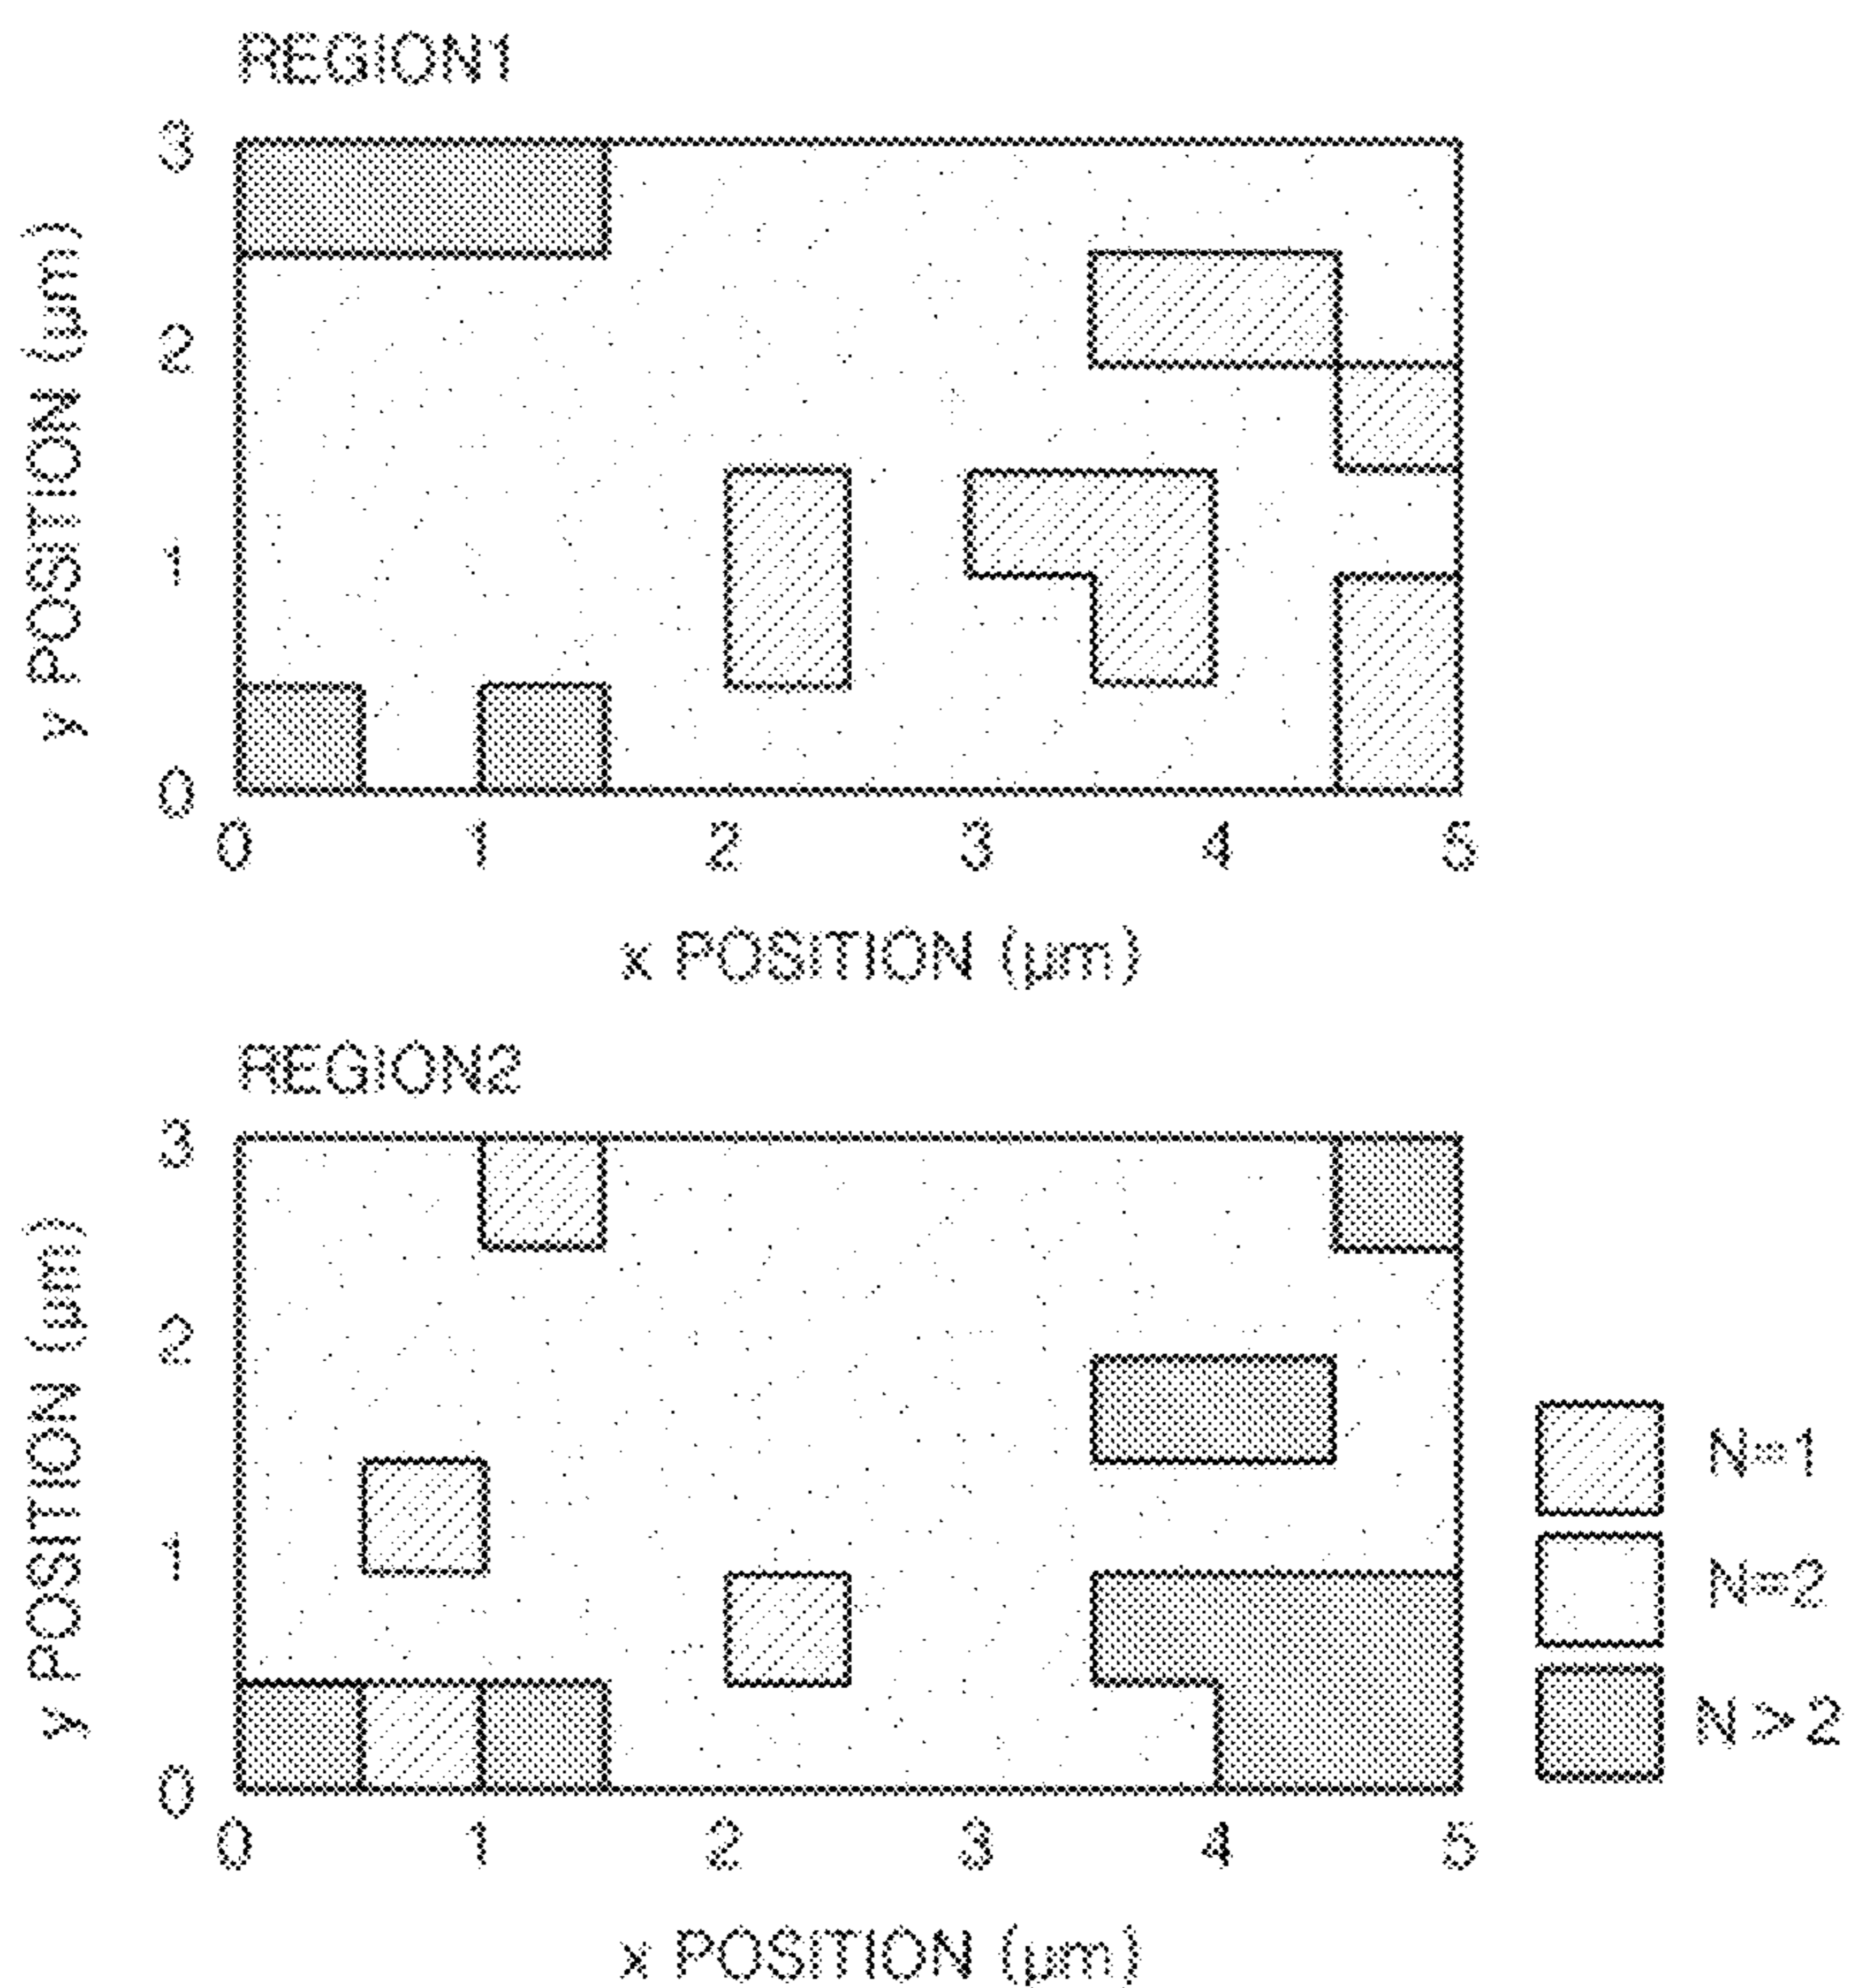 REGION1
y POSITION (μm)
3
2
1
0
0 1 2 3 4 5
x POSITION (μm)
REGION2
y POSITION (μm)
3
2
1
0
0 1 2 3 4 5
x POSITION (μm)
N=1
N=2
N>2